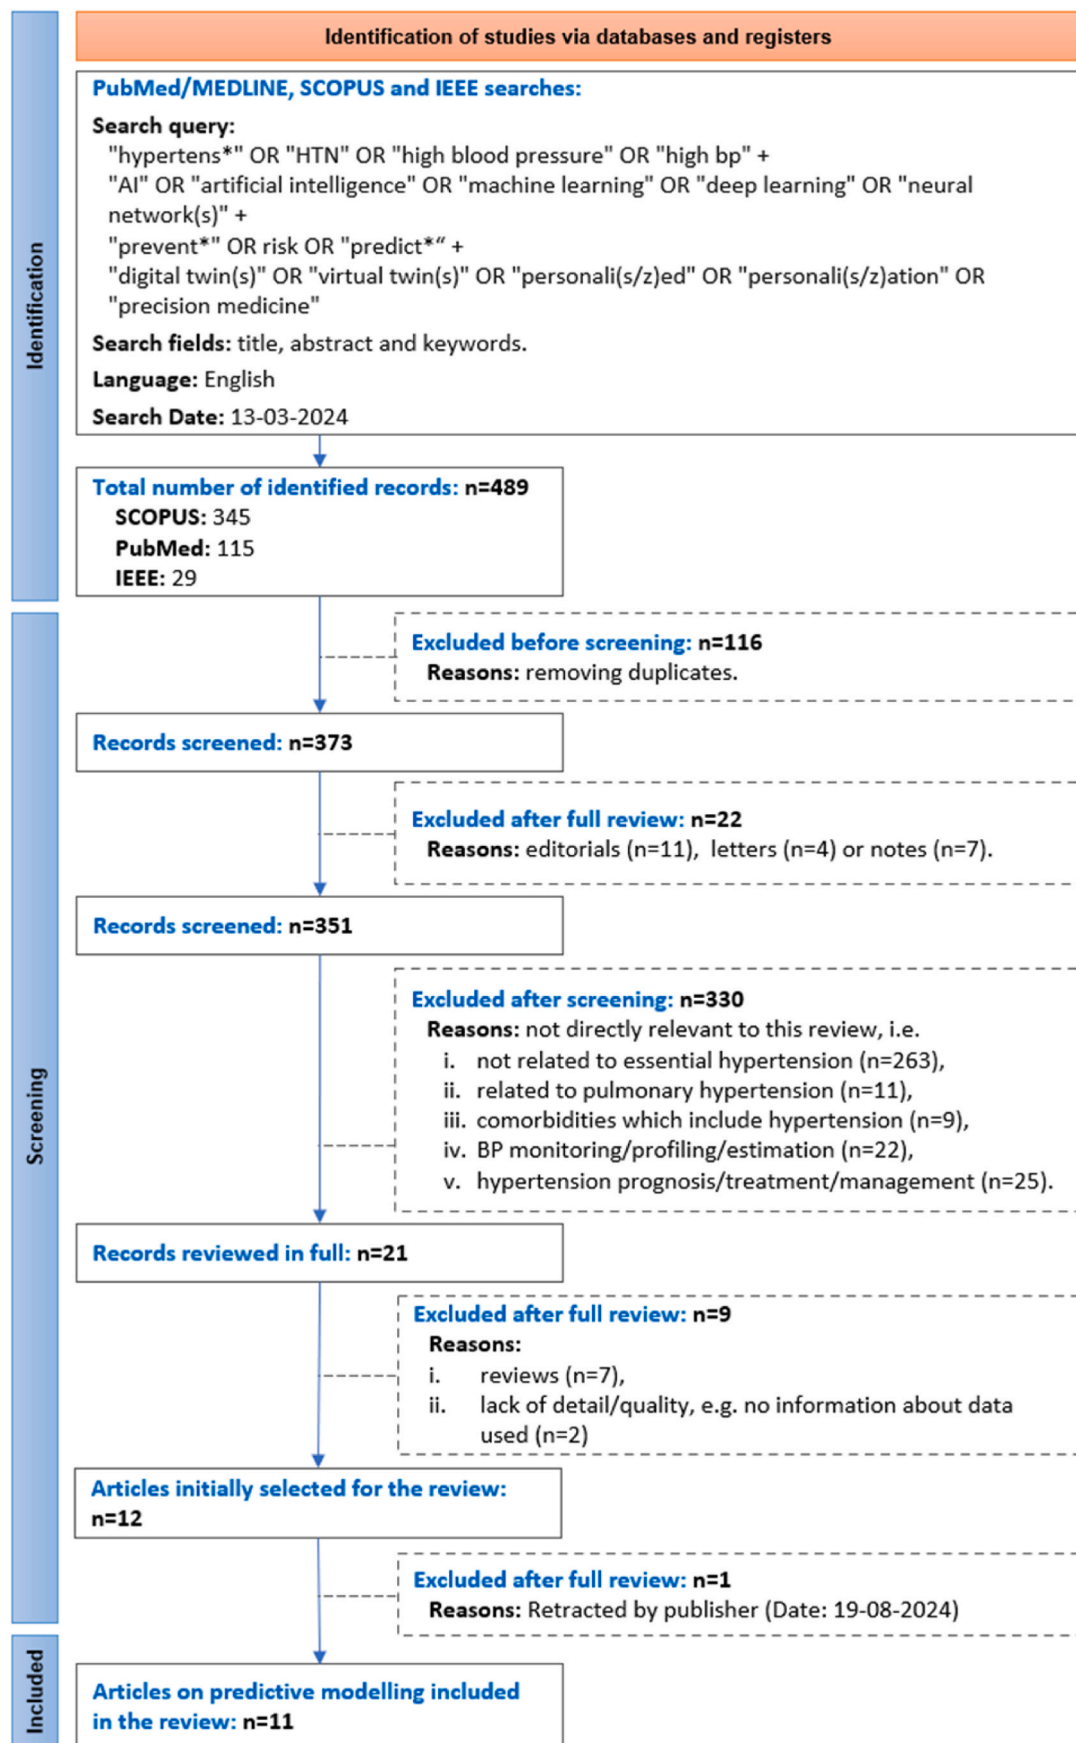 Identification of studies via databases and registers
Identification
PubMed/MEDLINE, SCOPUS and IEEE searches:
Search query:
"hypertens*" OR "HTN" OR "high blood pressure" OR "high bp" +
"AI" OR "artificial intelligence" OR "machine learning" OR "deep learning" OR "neural
network(s)" +
"prevent*" OR risk OR "predict*“ +
"digital twin(s)" OR "virtual twin(s)" OR "personali(s/z)ed" OR "personali(s/z)ation" OR
"precision medicine"
Search fields: title, abstract and keywords.
Language: English
Search Date: 13-03-2024
Total number of identified records: n=489
SCOPUS: 345
PubMed: 115
IEEE: 29
Screening
Excluded before screening: n=116
Reasons: removing duplicates.
Records screened: n=373
Excluded after full review: n=22
Reasons: editorials (n=11), letters (n=4) or notes (n=7).
Records screened: n=351
Excluded after screening: n=330
Reasons: not directly relevant to this review, i.e.
i. not related to essential hypertension (n=263),
ii. related to pulmonary hypertension (n=11),
iii. comorbidities which include hypertension (n=9),
iv. BP monitoring/profiling/estimation (n=22),
v. hypertension prognosis/treatment/management (n=25).
Records reviewed in full: n=21
Excluded after full review: n=9
Reasons:
i. reviews (n=7),
ii. lack of detail/quality, e.g. no information about data
used (n=2)
Articles initially selected for the review:
n=12
Excluded after full review: n=1
Reasons: Retracted by publisher (Date: 19-08-2024)
Included
Articles on predictive modelling included
in the review: n=11